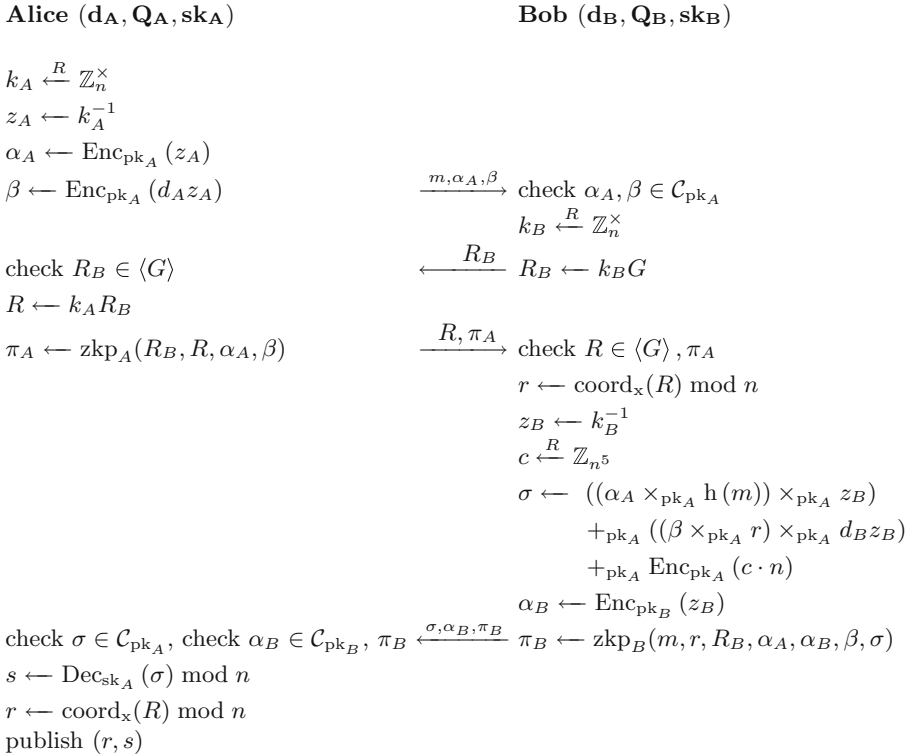 Alice (d_A, Q_A, sk_A) Bob (d_B, Q_B, sk_B)
k_A ←^R ℤ_n^×
z_A ← k_A^{-1}
α_A ← Enc_{pk_A} (z_A)
β ← Enc_{pk_A} (d_A z_A) —m,α_A,β→ check α_A, β ∈ 𝒞_{pk_A}
k_B ←^R ℤ_n^×
check R_B ∈ ⟨G⟩ ←R_B— R_B ← k_B G
R ← k_A R_B
π_A ← zkp_A(R_B, R, α_A, β) —R, π_A→ check R ∈ ⟨G⟩, π_A
r ← coord_x(R) mod n
z_B ← k_B^{-1}
c ←^R ℤ_{n^5}
σ ← ((α_A ×_{pk_A} h (m)) ×_{pk_A} z_B)
+_{pk_A} ((β ×_{pk_A} r) ×_{pk_A} d_B z_B)
+_{pk_A} Enc_{pk_A} (c · n)
α_B ← Enc_{pk_B} (z_B)
check σ ∈ 𝒞_{pk_A}, check α_B ∈ 𝒞_{pk_B}, π_B ←σ,α_B,π_B— π_B ← zkp_B(m, r, R_B, α_A, α_B, β, σ)
s ← Dec_{sk_A} (σ) mod n
r ← coord_x(R) mod n
publish (r, s)